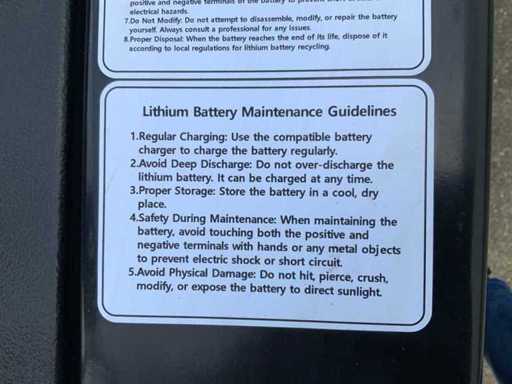 positive and negative terminals of the battery to prevent short
electrical hazards.
7.Do Not Modify: Do not attempt to disassemble, modify, or repair the battery
yourself. Always consult a professional for any issues.
8.Proper Disposal: When the battery reaches the end of its life, dispose of it
according to local regulations for lithium battery recycling.
Lithium Battery Maintenance Guidelines
1.Regular Charging: Use the compatible battery
charger to charge the battery regularly.
2.Avoid Deep Discharge: Do not over-discharge the
lithium battery. It can be charged at any time.
3.Proper Storage: Store the battery in a cool, dry
place.
4.Safety During Maintenance: When maintaining the
battery, avoid touching both the positive and
negative terminals with hands or any metal objects
to prevent electric shock or short circuit.
5.Avoid Physical Damage: Do not hit, pierce, crush,
modify, or expose the battery to direct sunlight.